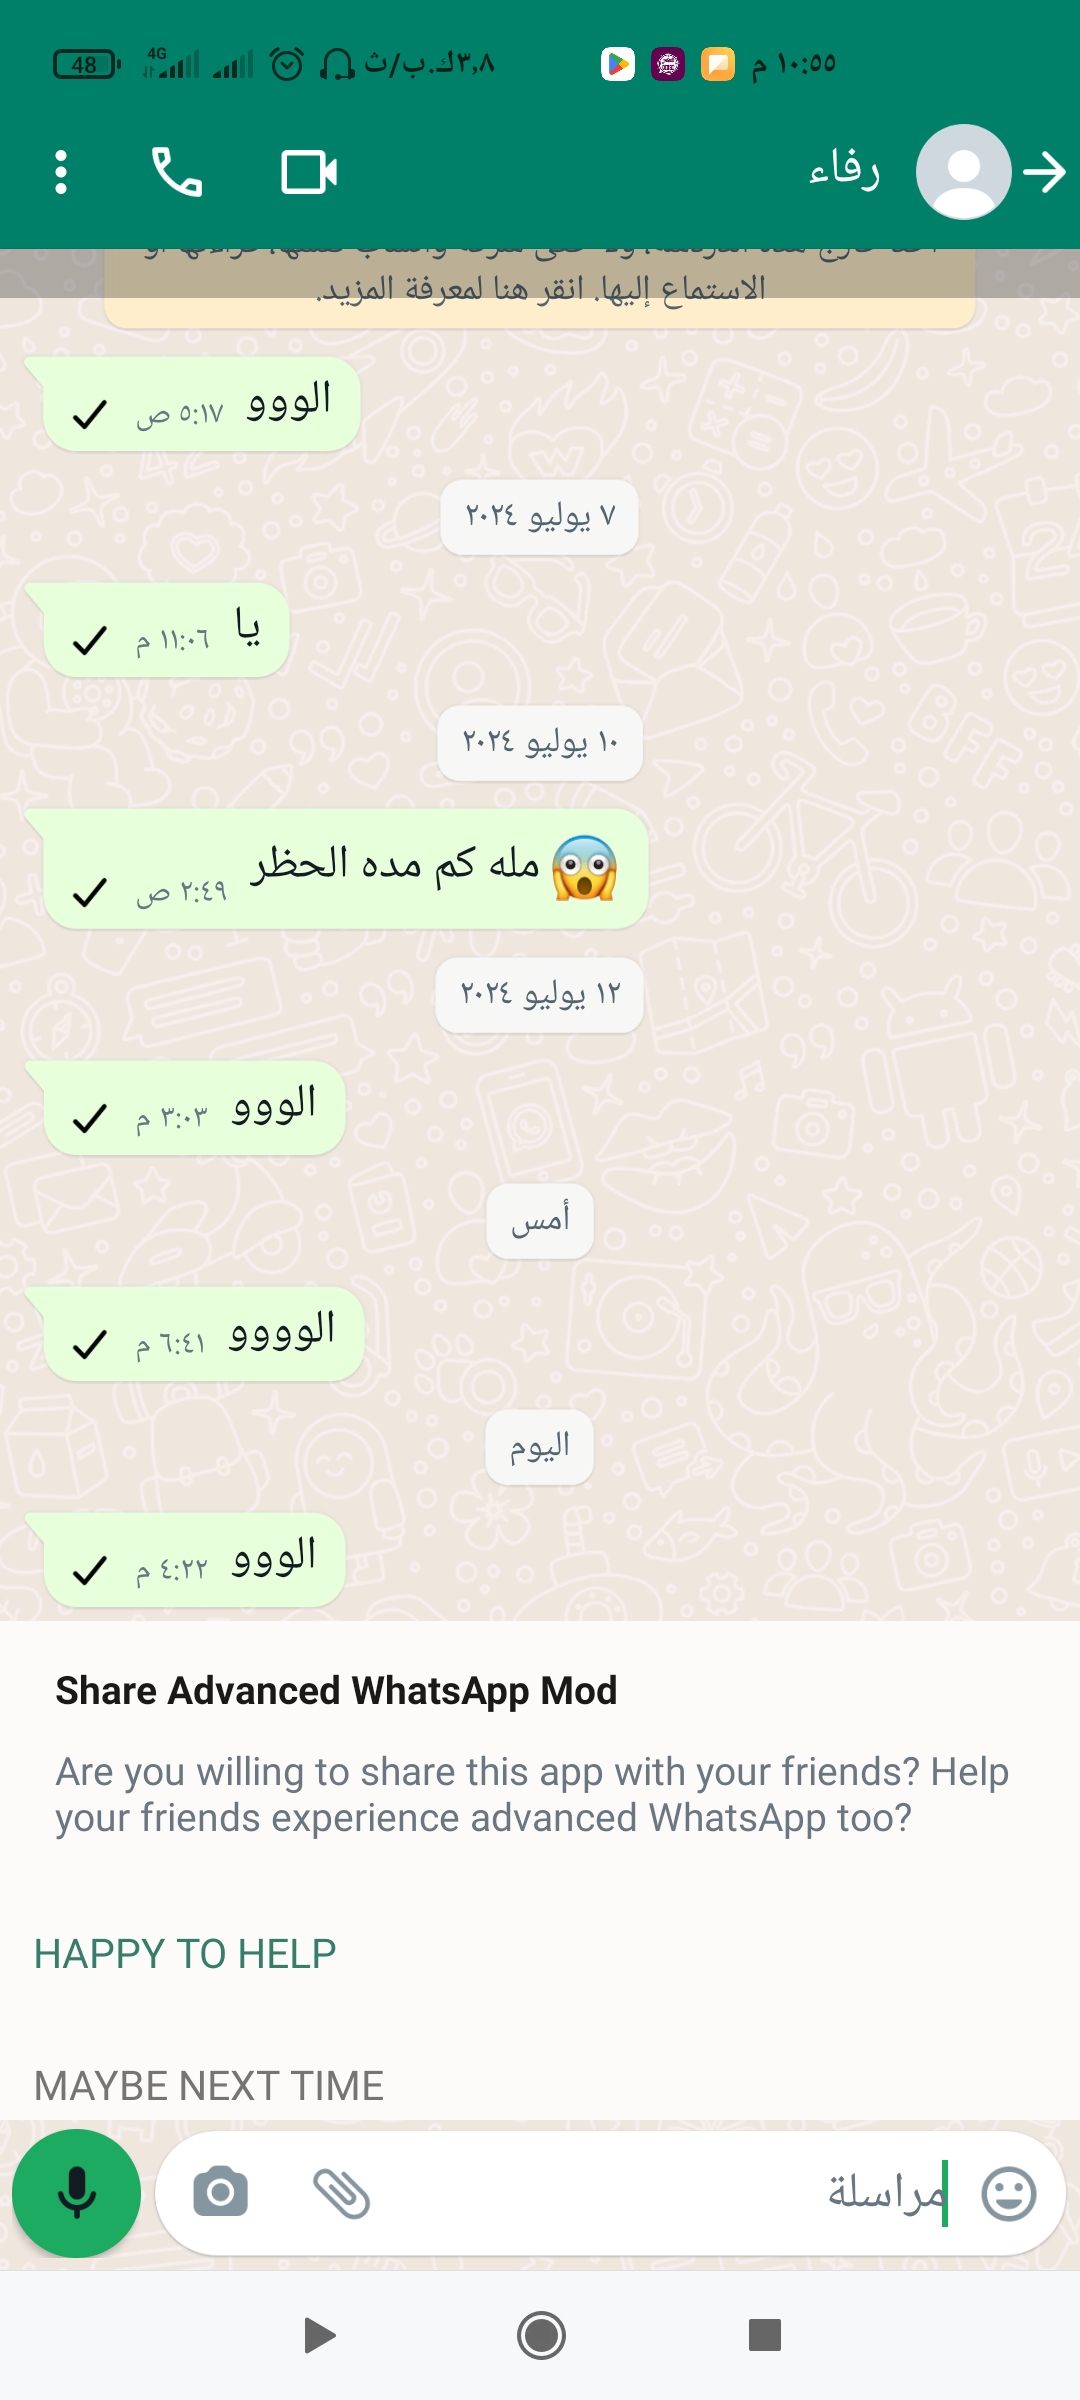 48 4G ٣,٨ك.ب/ث ١٠:٥٥ م
رفاء
الاستماع إليها. انقر هنا لمعرفة المزيد.
الووو ٥:١٧ ص
٧ يوليو ٢٠٢٤
يا ١١:٠٦ م
١٠ يوليو ٢٠٢٤
😱 مله كم مده الحظر ٢:٤٩ ص
١٢ يوليو ٢٠٢٤
الووو ٣:٠٣ م
أمس
الوووو ٦:٤١ م
اليوم
الووو ٤:٢٢ م
Share Advanced WhatsApp Mod
Are you willing to share this app with your friends? Help
your friends experience advanced WhatsApp too?
HAPPY TO HELP
MAYBE NEXT TIME
مراسلة